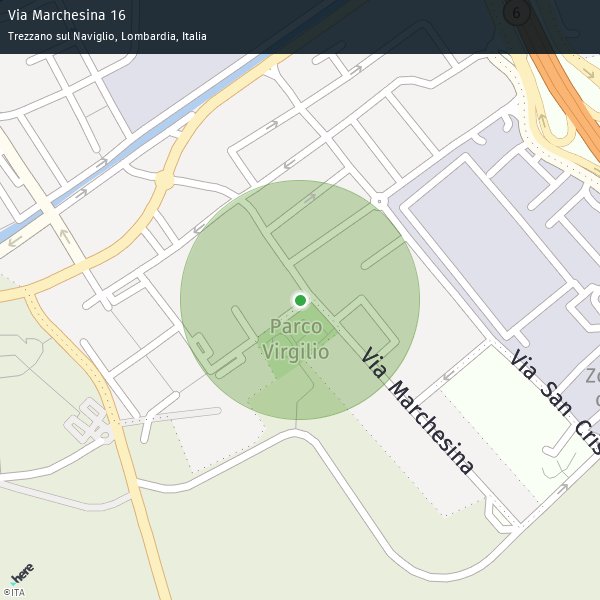 Via Marchesina 16
Trezzano sul Naviglio, Lombardia, Italia
6
Parco
Virgilio
Via Marchesina
Via San Cris
Zo
here
©ITA